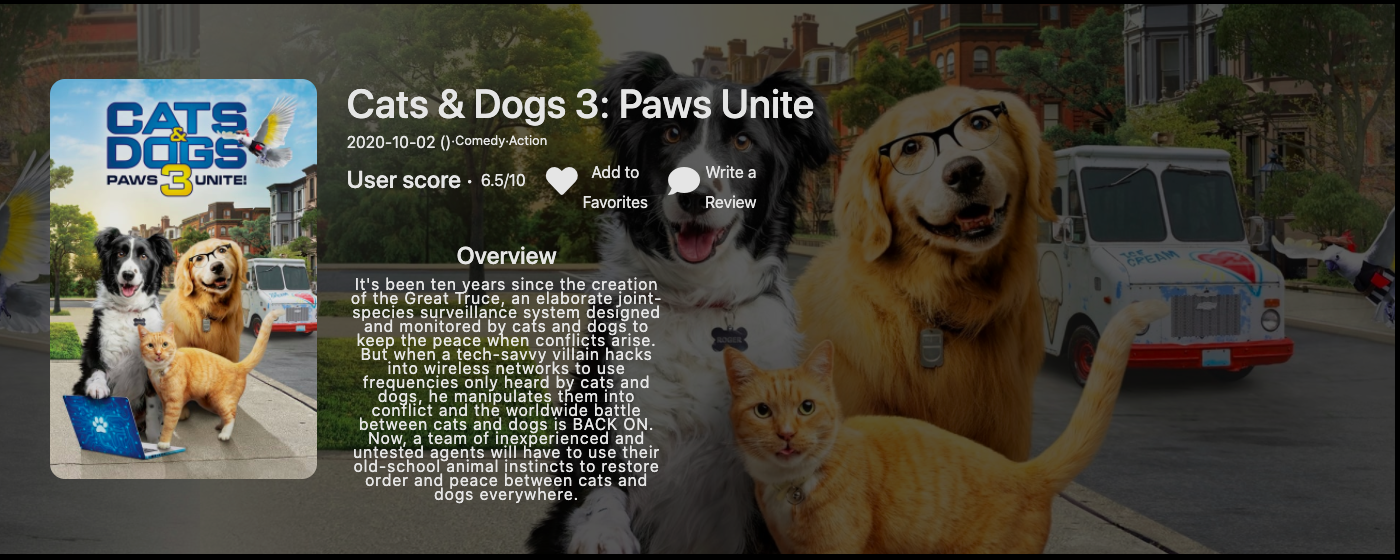 CATS
&
DOGS
PAWS 3 UNITE!
Cats & Dogs 3: Paws Unite
2020-10-02 ()·Comedy·Action
User score · 6.5/10
Add to
Favorites
Write a
Review
Overview
It's been ten years since the creation
of the Great Truce, an elaborate joint-
species surveillance system designed
and monitored by cats and dogs to
keep the peace when conflicts arise.
But when a tech-savvy villain hacks
into wireless networks to use
frequencies only heard by cats and
dogs, he manipulates them into
conflict and the worldwide battle
between cats and dogs is BACK ON.
Now, a team of inexperienced and
untested agents will have to use their
old-school animal instincts to restore
order and peace between cats and
dogs everywhere.
ICE
CREAM